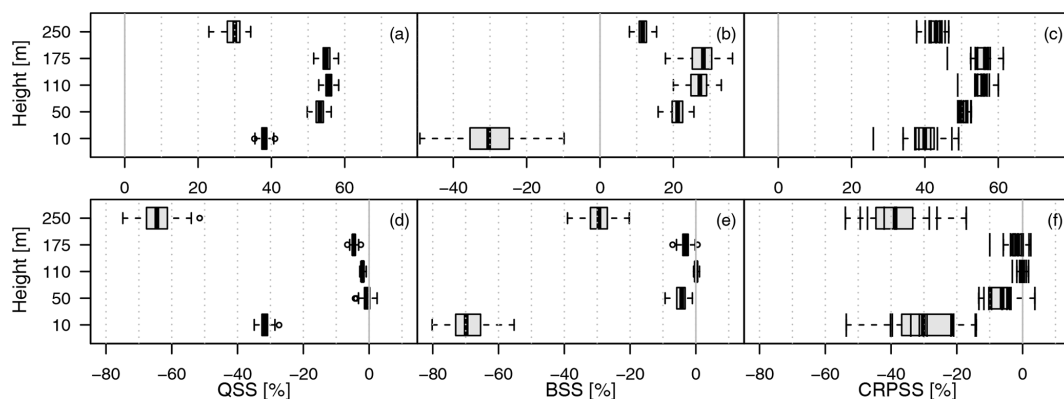 Height [m]
250
175
110
50
10
(a)
(b)
(c)
0 20 40 60
−40 −20 0 20
0 20 40 60
Height [m]
250
175
110
50
10
(d)
(e)
(f)
−80 −60 −40 −20 0
−80 −60 −40 −20 0
−80 −60 −40 −20 0
QSS [%]
BSS [%]
CRPSS [%]